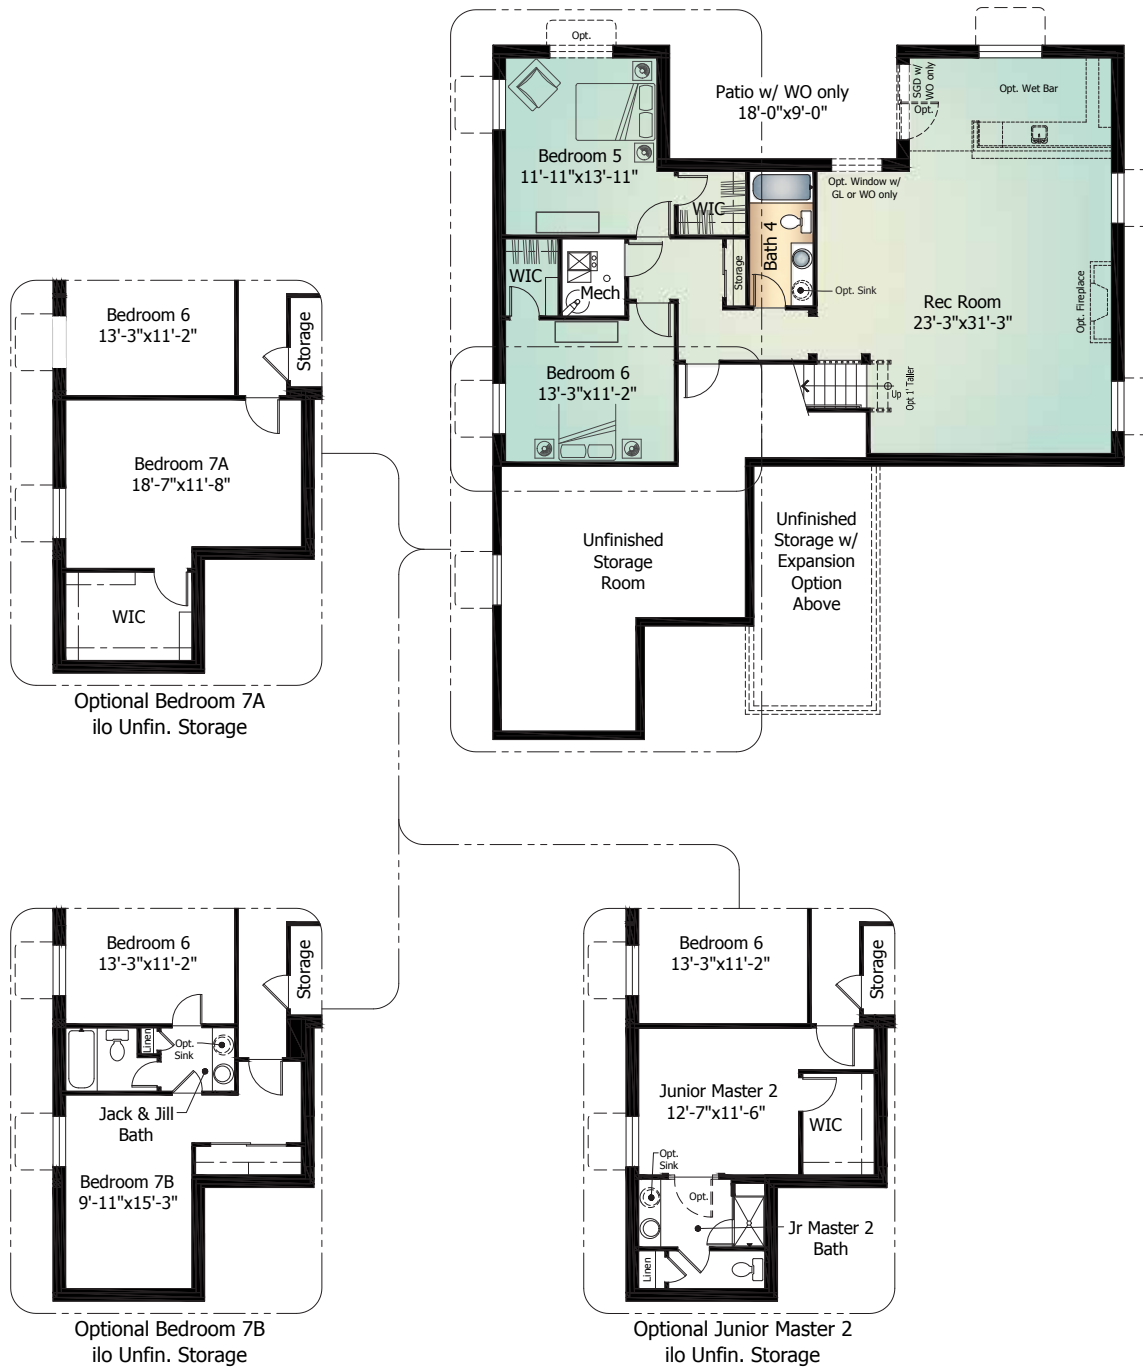 Opt.
Patio w/ WO only
18'-0"x9'-0"
SGD w/
WO only
Opt.
Opt. Wet Bar
Bedroom 5
11'-11"x13'-11"
WIC
Opt. Window w/
GL or WO only
Bath 4
WIC
Mech
Storage
Opt. Sink
Rec Room
23'-3"x31'-3"
Opt. Fireplace
Bedroom 6
13'-3"x11'-2"
Up
Opt 1' Taller
Unfinished
Storage
Room
Unfinished
Storage w/
Expansion
Option
Above
Bedroom 6
13'-3"x11'-2"
Storage
Bedroom 7A
18'-7"x11'-8"
WIC
Optional Bedroom 7A
ilo Unfin. Storage
Bedroom 6
13'-3"x11'-2"
Storage
Linen
Opt.
Sink
Jack & Jill
Bath
Bedroom 7B
9'-11"x15'-3"
Optional Bedroom 7B
ilo Unfin. Storage
Bedroom 6
13'-3"x11'-2"
Storage
Junior Master 2
12'-7"x11'-6"
WIC
Opt.
Sink
Opt.
Jr Master 2
Bath
Linen
Optional Junior Master 2
ilo Unfin. Storage